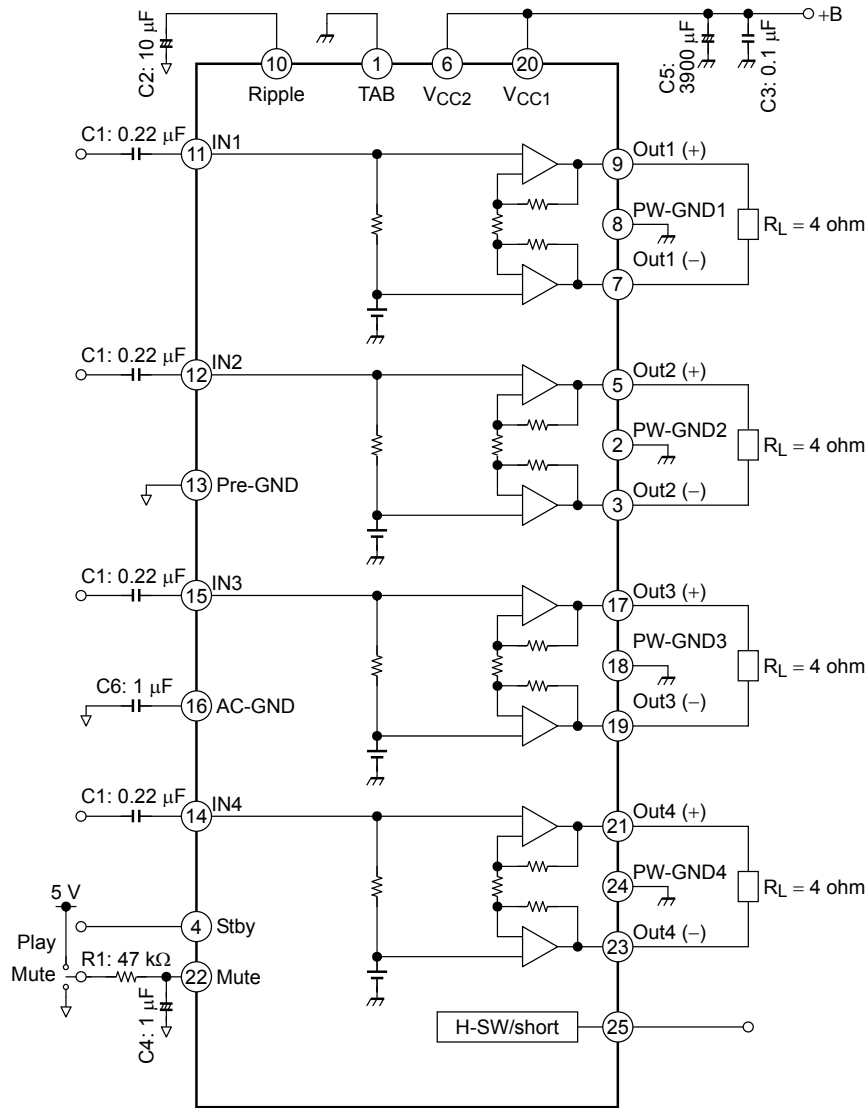 +B
C2: 10 μF
C5: 3900 μF
C3: 0.1 μF
10
1
6
20
Ripple
TAB
VCC2
VCC1
C1: 0.22 μF
11
IN1
9
Out1 (+)
8
PW-GND1
RL = 4 ohm
7
Out1 (−)
C1: 0.22 μF
12
IN2
5
Out2 (+)
2
PW-GND2
RL = 4 ohm
13
Pre-GND
3
Out2 (−)
C1: 0.22 μF
15
IN3
17
Out3 (+)
18
PW-GND3
RL = 4 ohm
C6: 1 μF
16
AC-GND
19
Out3 (−)
C1: 0.22 μF
14
IN4
21
Out4 (+)
24
PW-GND4
RL = 4 ohm
5 V
4
Stby
23
Out4 (−)
Play
Mute
R1: 47 kΩ
22
Mute
C4: 1 μF
H-SW/short
25